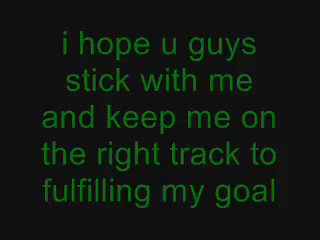 i hope u guys
stick with me
and keep me on
the right track to
fulfilling my goal